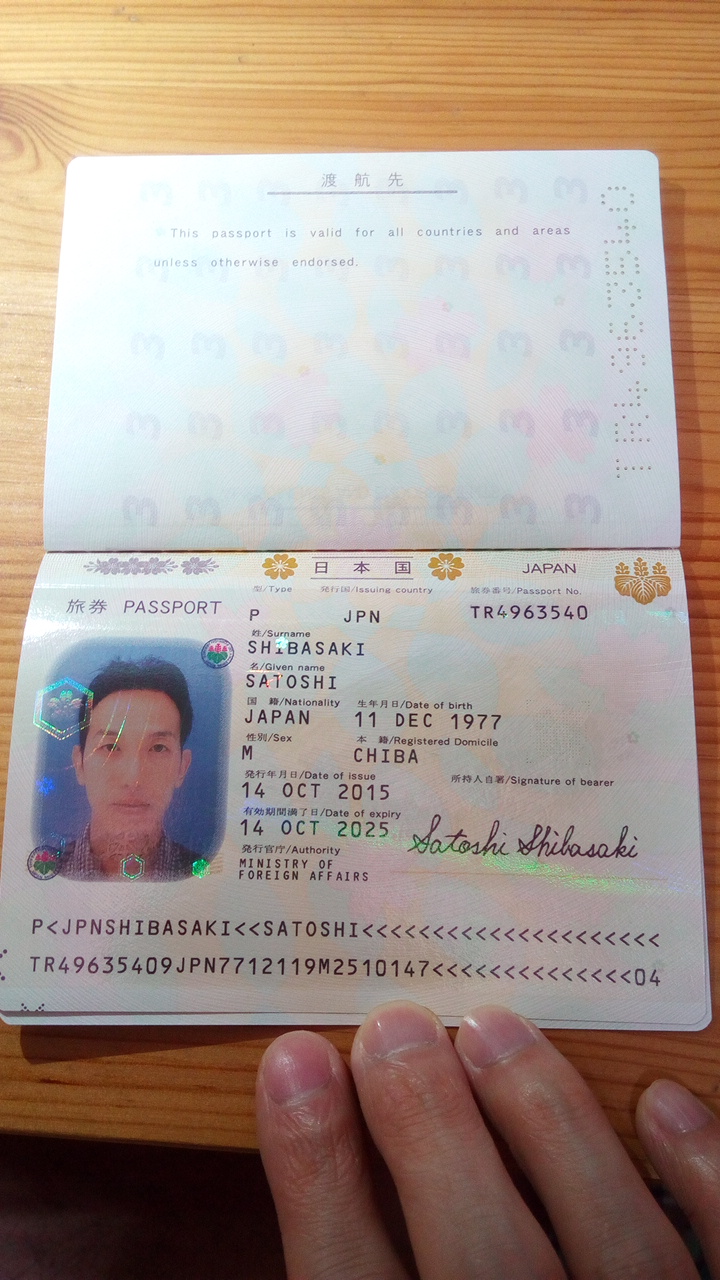 渡航先
This passport is valid for all countries and areas
unless otherwise endorsed.
日本国
JAPAN
旅券 PASSPORT
型/Type 発行国/Issuing country 旅券番号/Passport No.
P JPN TR4963540
姓/Surname
SHIBASAKI
名/Given name
SATOSHI
国籍/Nationality 生年月日/Date of birth
JAPAN 11 DEC 1977
性別/Sex 本籍/Registered Domicile
M CHIBA
発行年月日/Date of issue 所持人自署/Signature of bearer
14 OCT 2015
有効期間満了日/Date of expiry
14 OCT 2025 Satoshi Shibasaki
発行官庁/Authority
MINISTRY OF
FOREIGN AFFAIRS
P<JPNSHIBASAKI<<SATOSHI<<<<<<<<<<<<<<<<<<<<<
TR49635409JPN7712119M2510147<<<<<<<<<<<<<<04